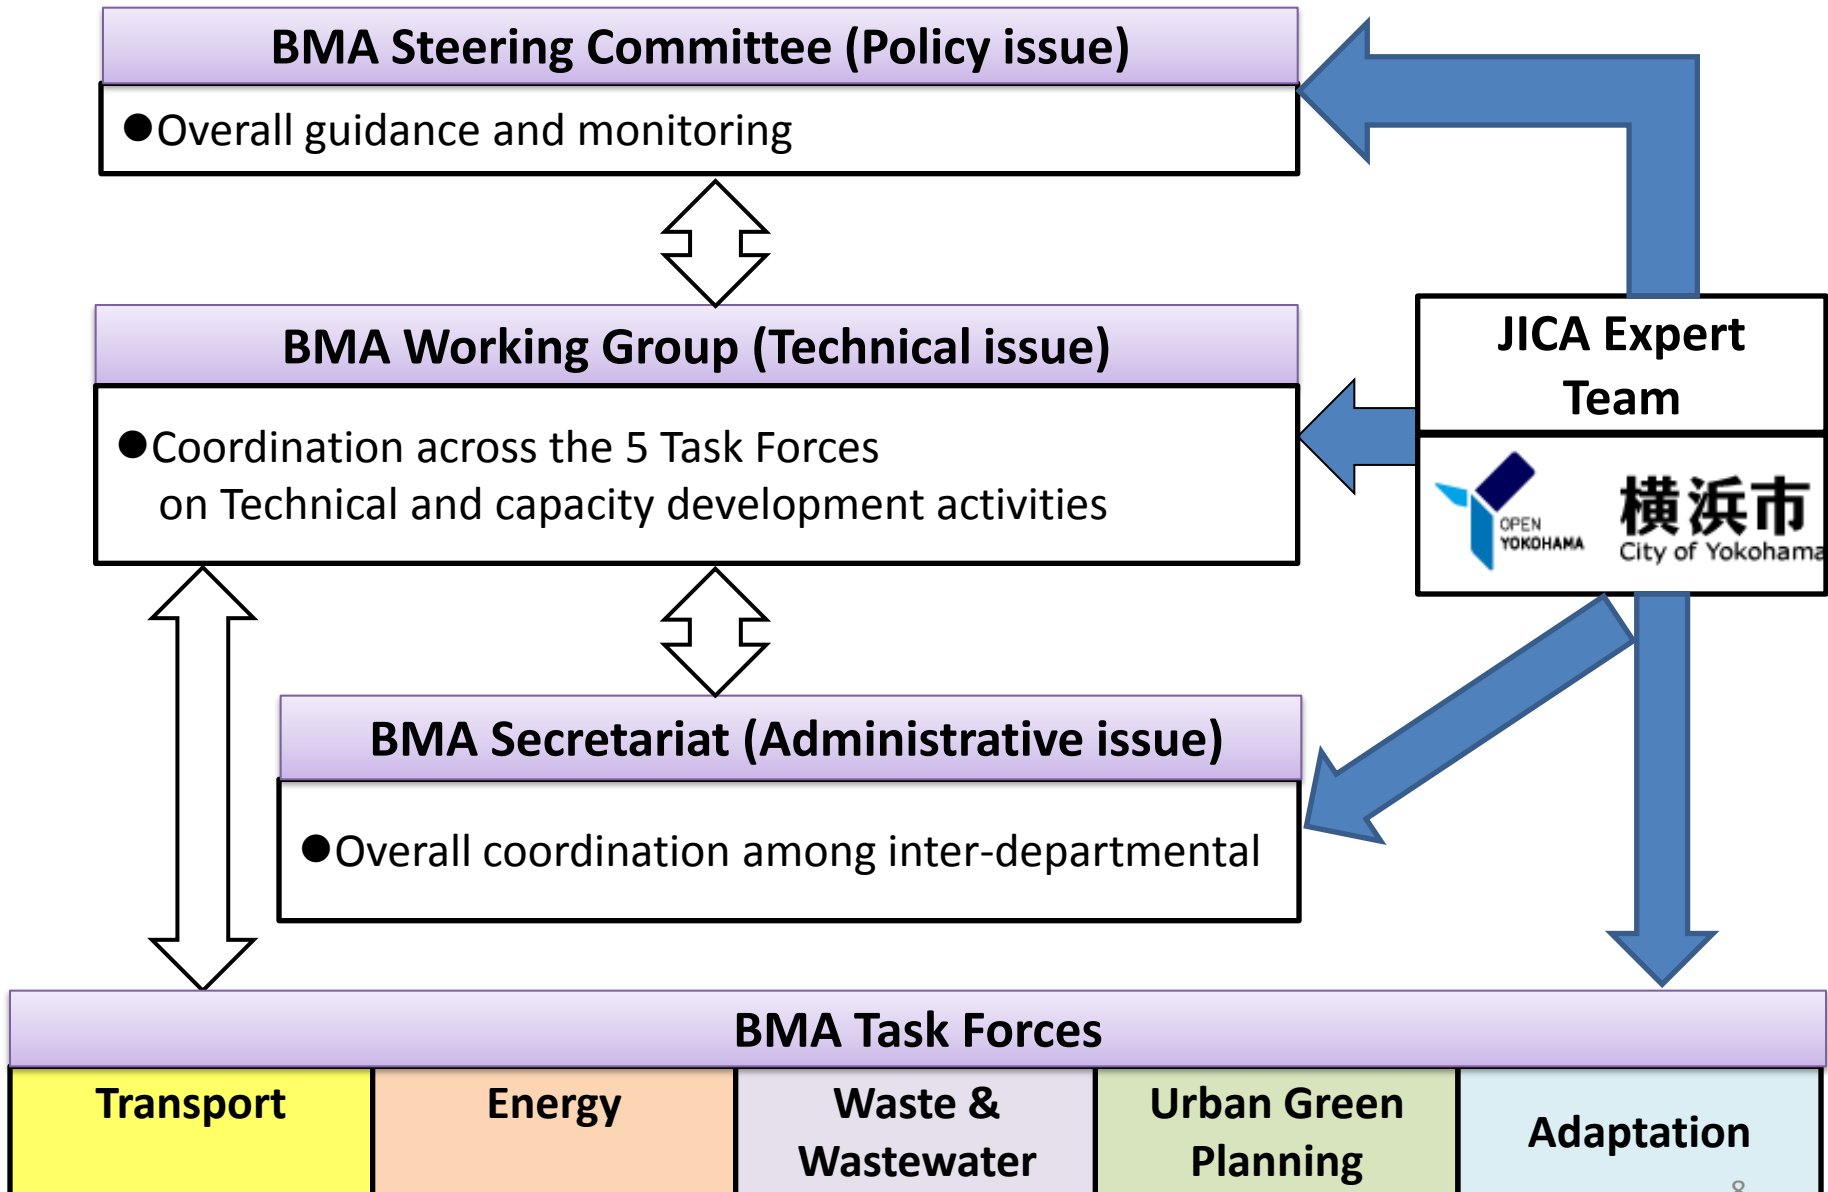 BMA Steering Committee (Policy issue)
●Overall guidance and monitoring
BMA Working Group (Technical issue)
●Coordination across the 5 Task Forces
on Technical and capacity development activities
JICA Expert
Team
OPEN
YOKOHAMA
横浜市
City of Yokohama
BMA Secretariat (Administrative issue)
●Overall coordination among inter-departmental
BMA Task Forces
Transport
Energy
Waste &
Wastewater
Urban Green
Planning
Adaptation
8